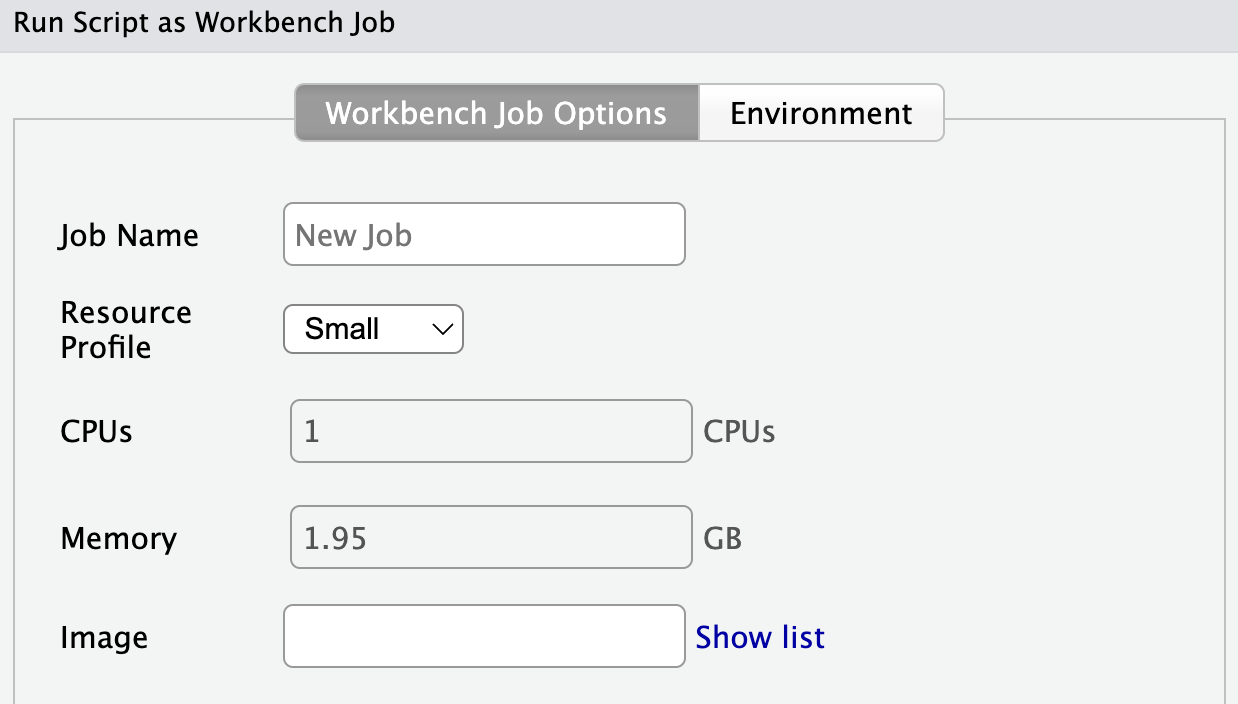 Run Script as Workbench Job
Workbench Job Options Environment
Job Name New Job
Resource Profile Small
CPUs 1 CPUs
Memory 1.95 GB
Image Show list